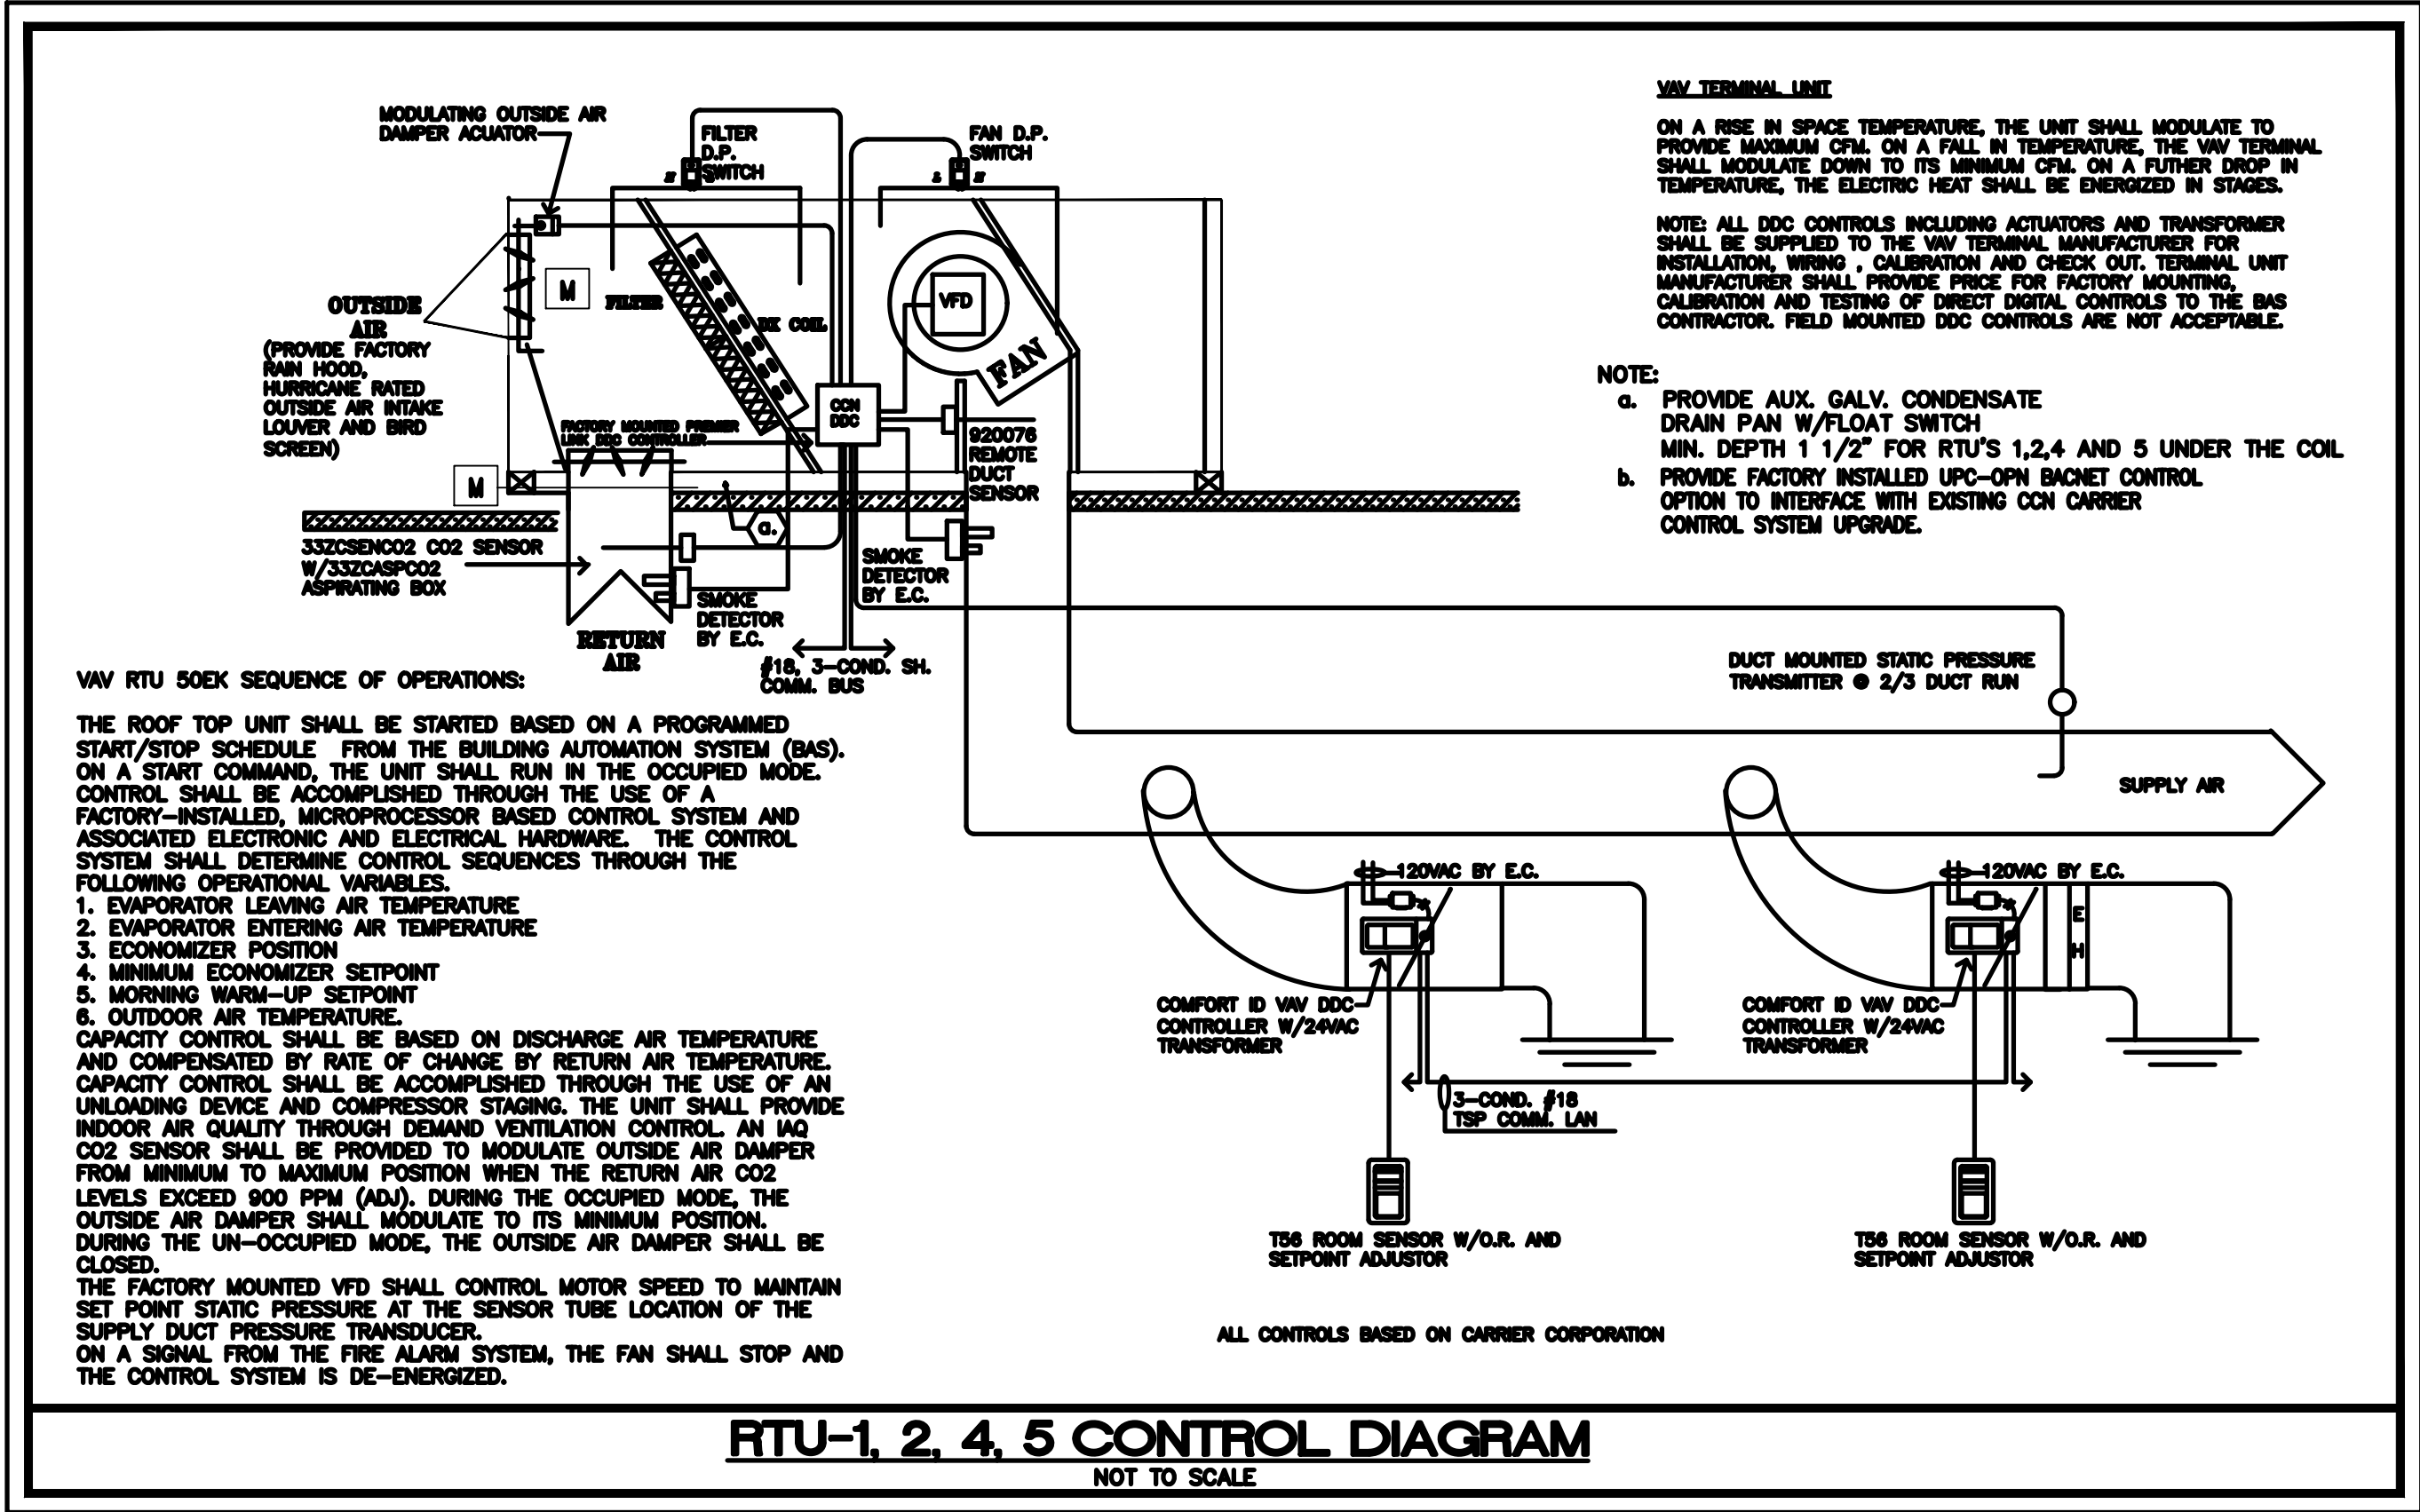 MODULATING OUTSIDE AIR
DAMPER ACUATOR
FILTER
D.P.
SWITCH
H
FAN D.P.
SWITCH
L
H
M
OUTSIDE
AIR
(PROVIDE FACTORY
RAIN HOOD,
HURRICANE RATED
OUTSIDE AIR INTAKE
LOUVER AND BIRD
SCREEN)
FILTER
DX COIL
VFD
FAN
CCN
DDC
FACTORY MOUNTED PREMIER
LINK DDC CONTROLLER
920076
REMOTE
DUCT
SENSOR
M
a.
33ZCSENCO2 CO2 SENSOR
W/33ZCASPCO2
ASPIRATING BOX
SMOKE
DETECTOR
BY E.C.
SMOKE
DETECTOR
BY E.C.
RETURN
AIR
#18, 3-COND. SH.
COMM. BUS
VAV TERMINAL UNIT
ON A RISE IN SPACE TEMPERATURE, THE UNIT SHALL MODULATE TO
PROVIDE MAXIMUM CFM. ON A FALL IN TEMPERATURE, THE VAV TERMINAL
SHALL MODULATE DOWN TO ITS MINIMUM CFM. ON A FUTHER DROP IN
TEMPERATURE, THE ELECTRIC HEAT SHALL BE ENERGIZED IN STAGES.
NOTE: ALL DDC CONTROLS INCLUDING ACTUATORS AND TRANSFORMER
SHALL BE SUPPLIED TO THE VAV TERMINAL MANUFACTURER FOR
INSTALLATION, WIRING , CALIBRATION AND CHECK OUT. TERMINAL UNIT
MANUFACTURER SHALL PROVIDE PRICE FOR FACTORY MOUNTING,
CALIBRATION AND TESTING OF DIRECT DIGITAL CONTROLS TO THE BAS
CONTRACTOR. FIELD MOUNTED DDC CONTROLS ARE NOT ACCEPTABLE.
NOTE:
a. PROVIDE AUX. GALV. CONDENSATE
DRAIN PAN W/FLOAT SWITCH
MIN. DEPTH 1 1/2" FOR RTU'S 1,2,4 AND 5 UNDER THE COIL
b. PROVIDE FACTORY INSTALLED UPC-OPN BACNET CONTROL
OPTION TO INTERFACE WITH EXISTING CCN CARRIER
CONTROL SYSTEM UPGRADE.
DUCT MOUNTED STATIC PRESSURE
TRANSMITTER @ 2/3 DUCT RUN
SUPPLY AIR
VAV RTU 50EK SEQUENCE OF OPERATIONS:
THE ROOF TOP UNIT SHALL BE STARTED BASED ON A PROGRAMMED
START/STOP SCHEDULE FROM THE BUILDING AUTOMATION SYSTEM (BAS).
ON A START COMMAND, THE UNIT SHALL RUN IN THE OCCUPIED MODE.
CONTROL SHALL BE ACCOMPLISHED THROUGH THE USE OF A
FACTORY-INSTALLED, MICROPROCESSOR BASED CONTROL SYSTEM AND
ASSOCIATED ELECTRONIC AND ELECTRICAL HARDWARE. THE CONTROL
SYSTEM SHALL DETERMINE CONTROL SEQUENCES THROUGH THE
FOLLOWING OPERATIONAL VARIABLES.
1. EVAPORATOR LEAVING AIR TEMPERATURE
2. EVAPORATOR ENTERING AIR TEMPERATURE
3. ECONOMIZER POSITION
4. MINIMUM ECONOMIZER SETPOINT
5. MORNING WARM-UP SETPOINT
6. OUTDOOR AIR TEMPERATURE.
CAPACITY CONTROL SHALL BE BASED ON DISCHARGE AIR TEMPERATURE
AND COMPENSATED BY RATE OF CHANGE BY RETURN AIR TEMPERATURE.
CAPACITY CONTROL SHALL BE ACCOMPLISHED THROUGH THE USE OF AN
UNLOADING DEVICE AND COMPRESSOR STAGING. THE UNIT SHALL PROVIDE
INDOOR AIR QUALITY THROUGH DEMAND VENTILATION CONTROL. AN IAQ
CO2 SENSOR SHALL BE PROVIDED TO MODULATE OUTSIDE AIR DAMPER
FROM MINIMUM TO MAXIMUM POSITION WHEN THE RETURN AIR CO2
LEVELS EXCEED 900 PPM (ADJ). DURING THE OCCUPIED MODE, THE
OUTSIDE AIR DAMPER SHALL MODULATE TO ITS MINIMUM POSITION.
DURING THE UN-OCCUPIED MODE, THE OUTSIDE AIR DAMPER SHALL BE
CLOSED.
THE FACTORY MOUNTED VFD SHALL CONTROL MOTOR SPEED TO MAINTAIN
SET POINT STATIC PRESSURE AT THE SENSOR TUBE LOCATION OF THE
SUPPLY DUCT PRESSURE TRANSDUCER.
ON A SIGNAL FROM THE FIRE ALARM SYSTEM, THE FAN SHALL STOP AND
THE CONTROL SYSTEM IS DE-ENERGIZED.
120VAC BY E.C.
COMFORT ID VAV DDC
CONTROLLER W/24VAC
TRANSFORMER
3-COND. #18
TSP COMM. LAN
T56 ROOM SENSOR W/O.R. AND
SETPOINT ADJUSTOR
120VAC BY E.C.
E
H
COMFORT ID VAV DDC
CONTROLLER W/24VAC
TRANSFORMER
T56 ROOM SENSOR W/O.R. AND
SETPOINT ADJUSTOR
ALL CONTROLS BASED ON CARRIER CORPORATION
RTU-1, 2, 4, 5 CONTROL DIAGRAM
NOT TO SCALE